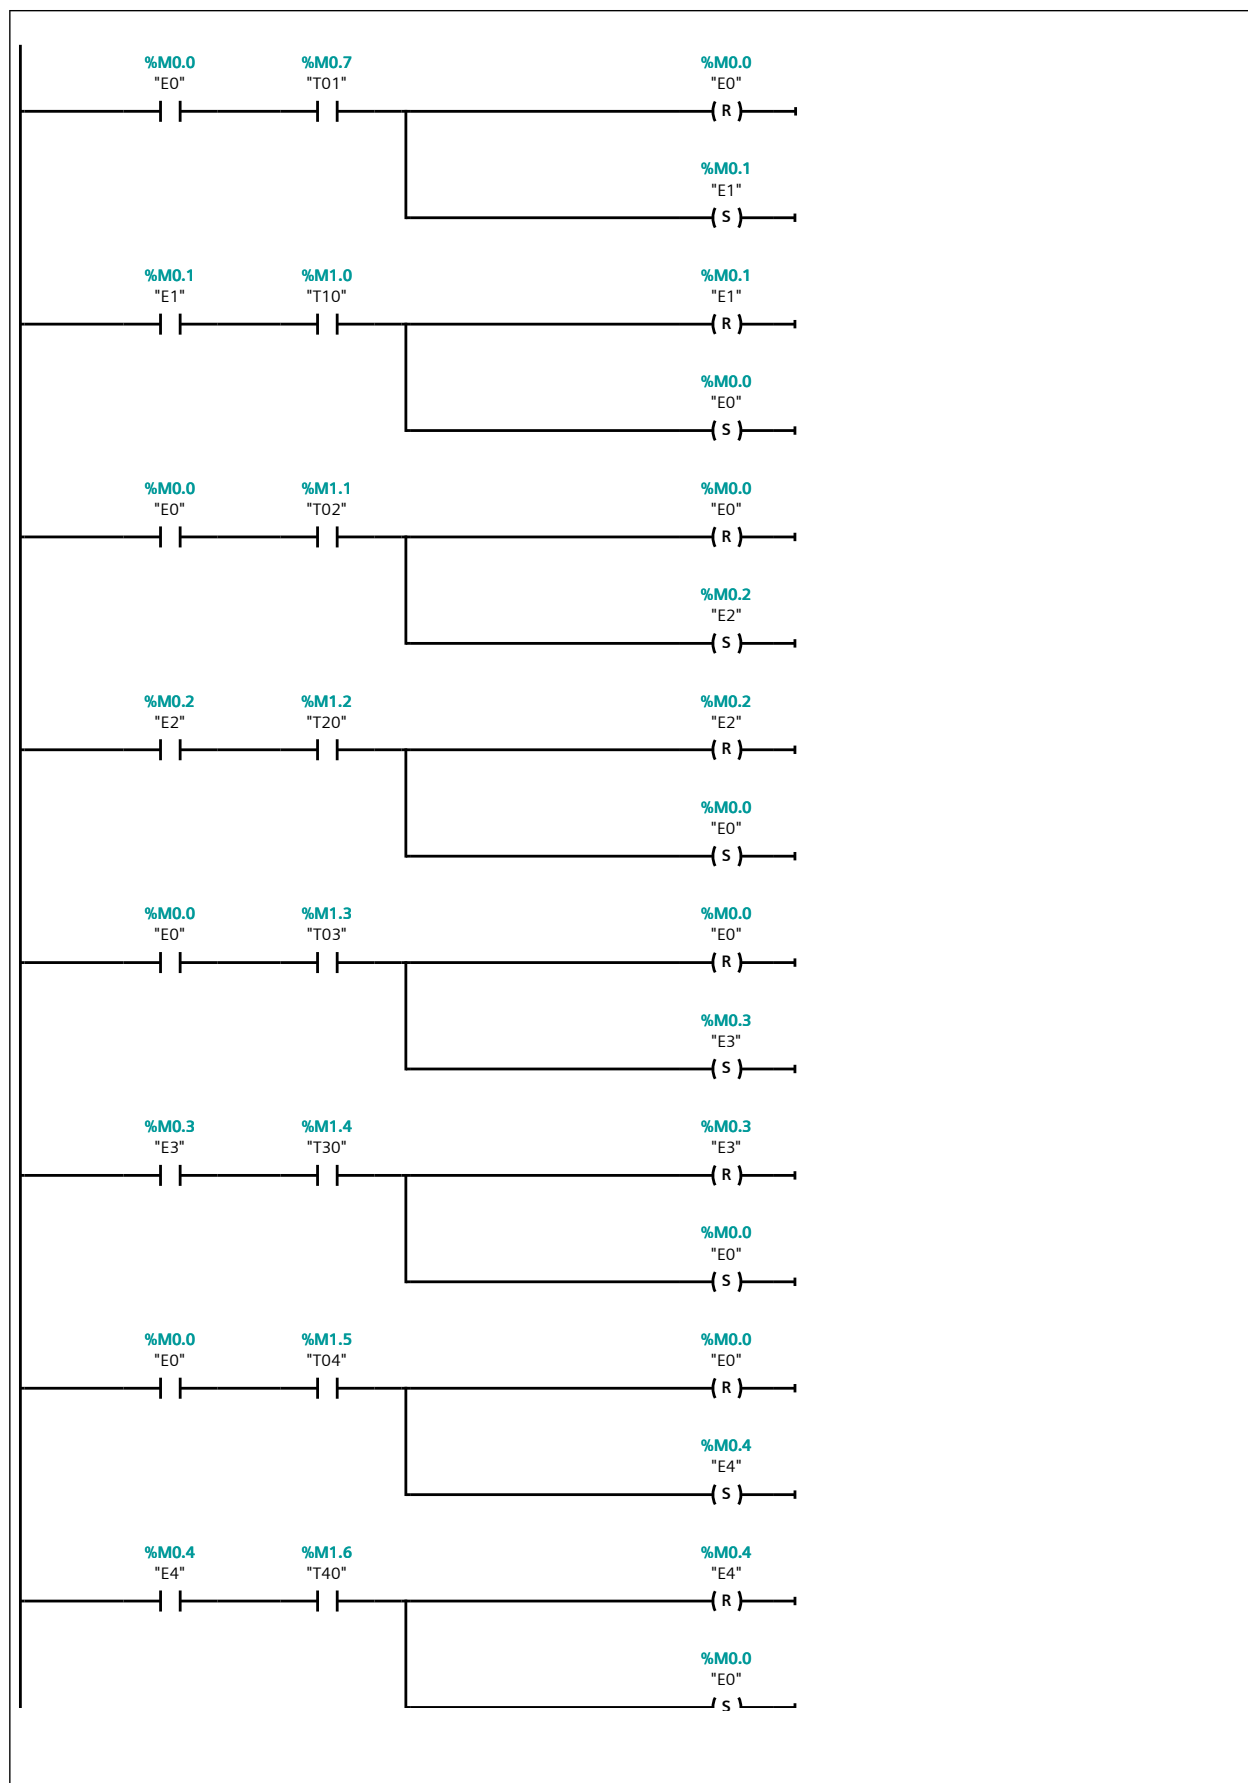 %M0.0 %M0.7 %M0.0
"E0" "T01" "E0"
R
%M0.1
"E1"
S
%M0.1 %M1.0 %M0.1
"E1" "T10" "E1"
R
%M0.0
"E0"
S
%M0.0 %M1.1 %M0.0
"E0" "T02" "E0"
R
%M0.2
"E2"
S
%M0.2 %M1.2 %M0.2
"E2" "T20" "E2"
R
%M0.0
"E0"
S
%M0.0 %M1.3 %M0.0
"E0" "T03" "E0"
R
%M0.3
"E3"
S
%M0.3 %M1.4 %M0.3
"E3" "T30" "E3"
R
%M0.0
"E0"
S
%M0.0 %M1.5 %M0.0
"E0" "T04" "E0"
R
%M0.4
"E4"
S
%M0.4 %M1.6 %M0.4
"E4" "T40" "E4"
R
%M0.0
"E0"
S